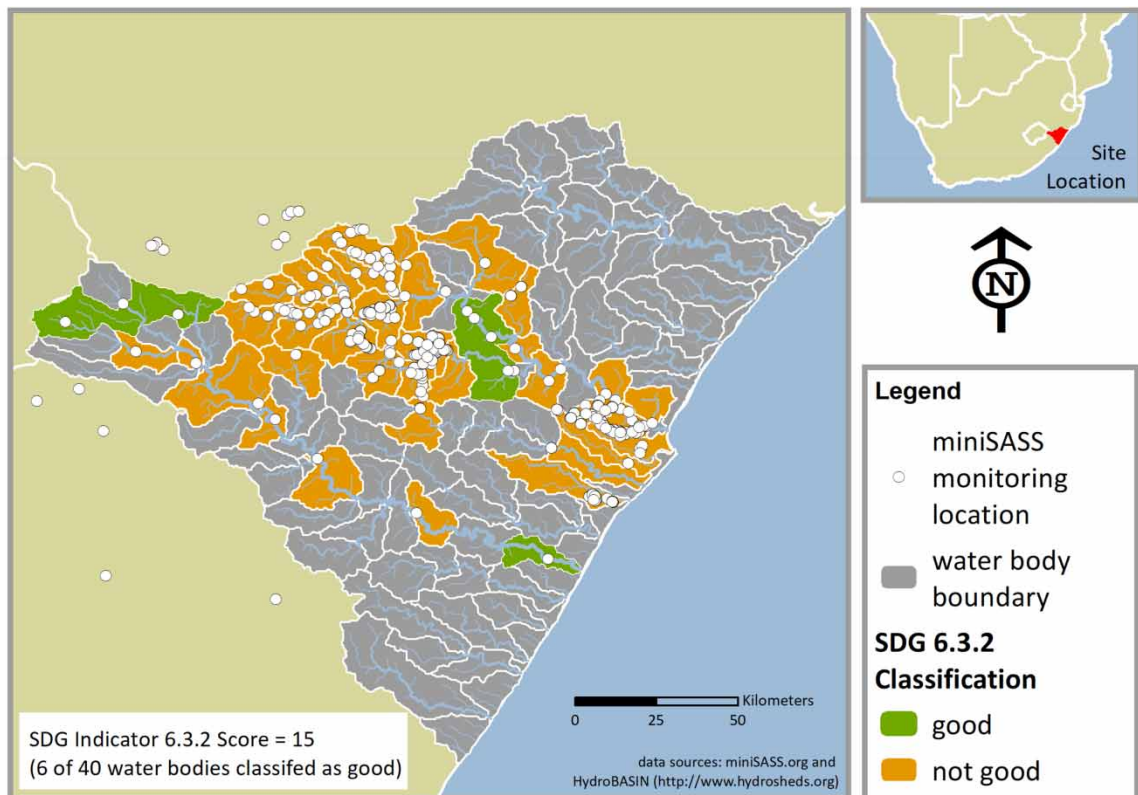 Site
Location
N
Legend
miniSASS
monitoring
location
water body
boundary
SDG 6.3.2
Classification
good
not good
Kilometers
0 25 50
SDG Indicator 6.3.2 Score = 15
(6 of 40 water bodies classifed as good)
data sources: miniSASS.org and
HydroBASIN (http://www.hydrosheds.org)